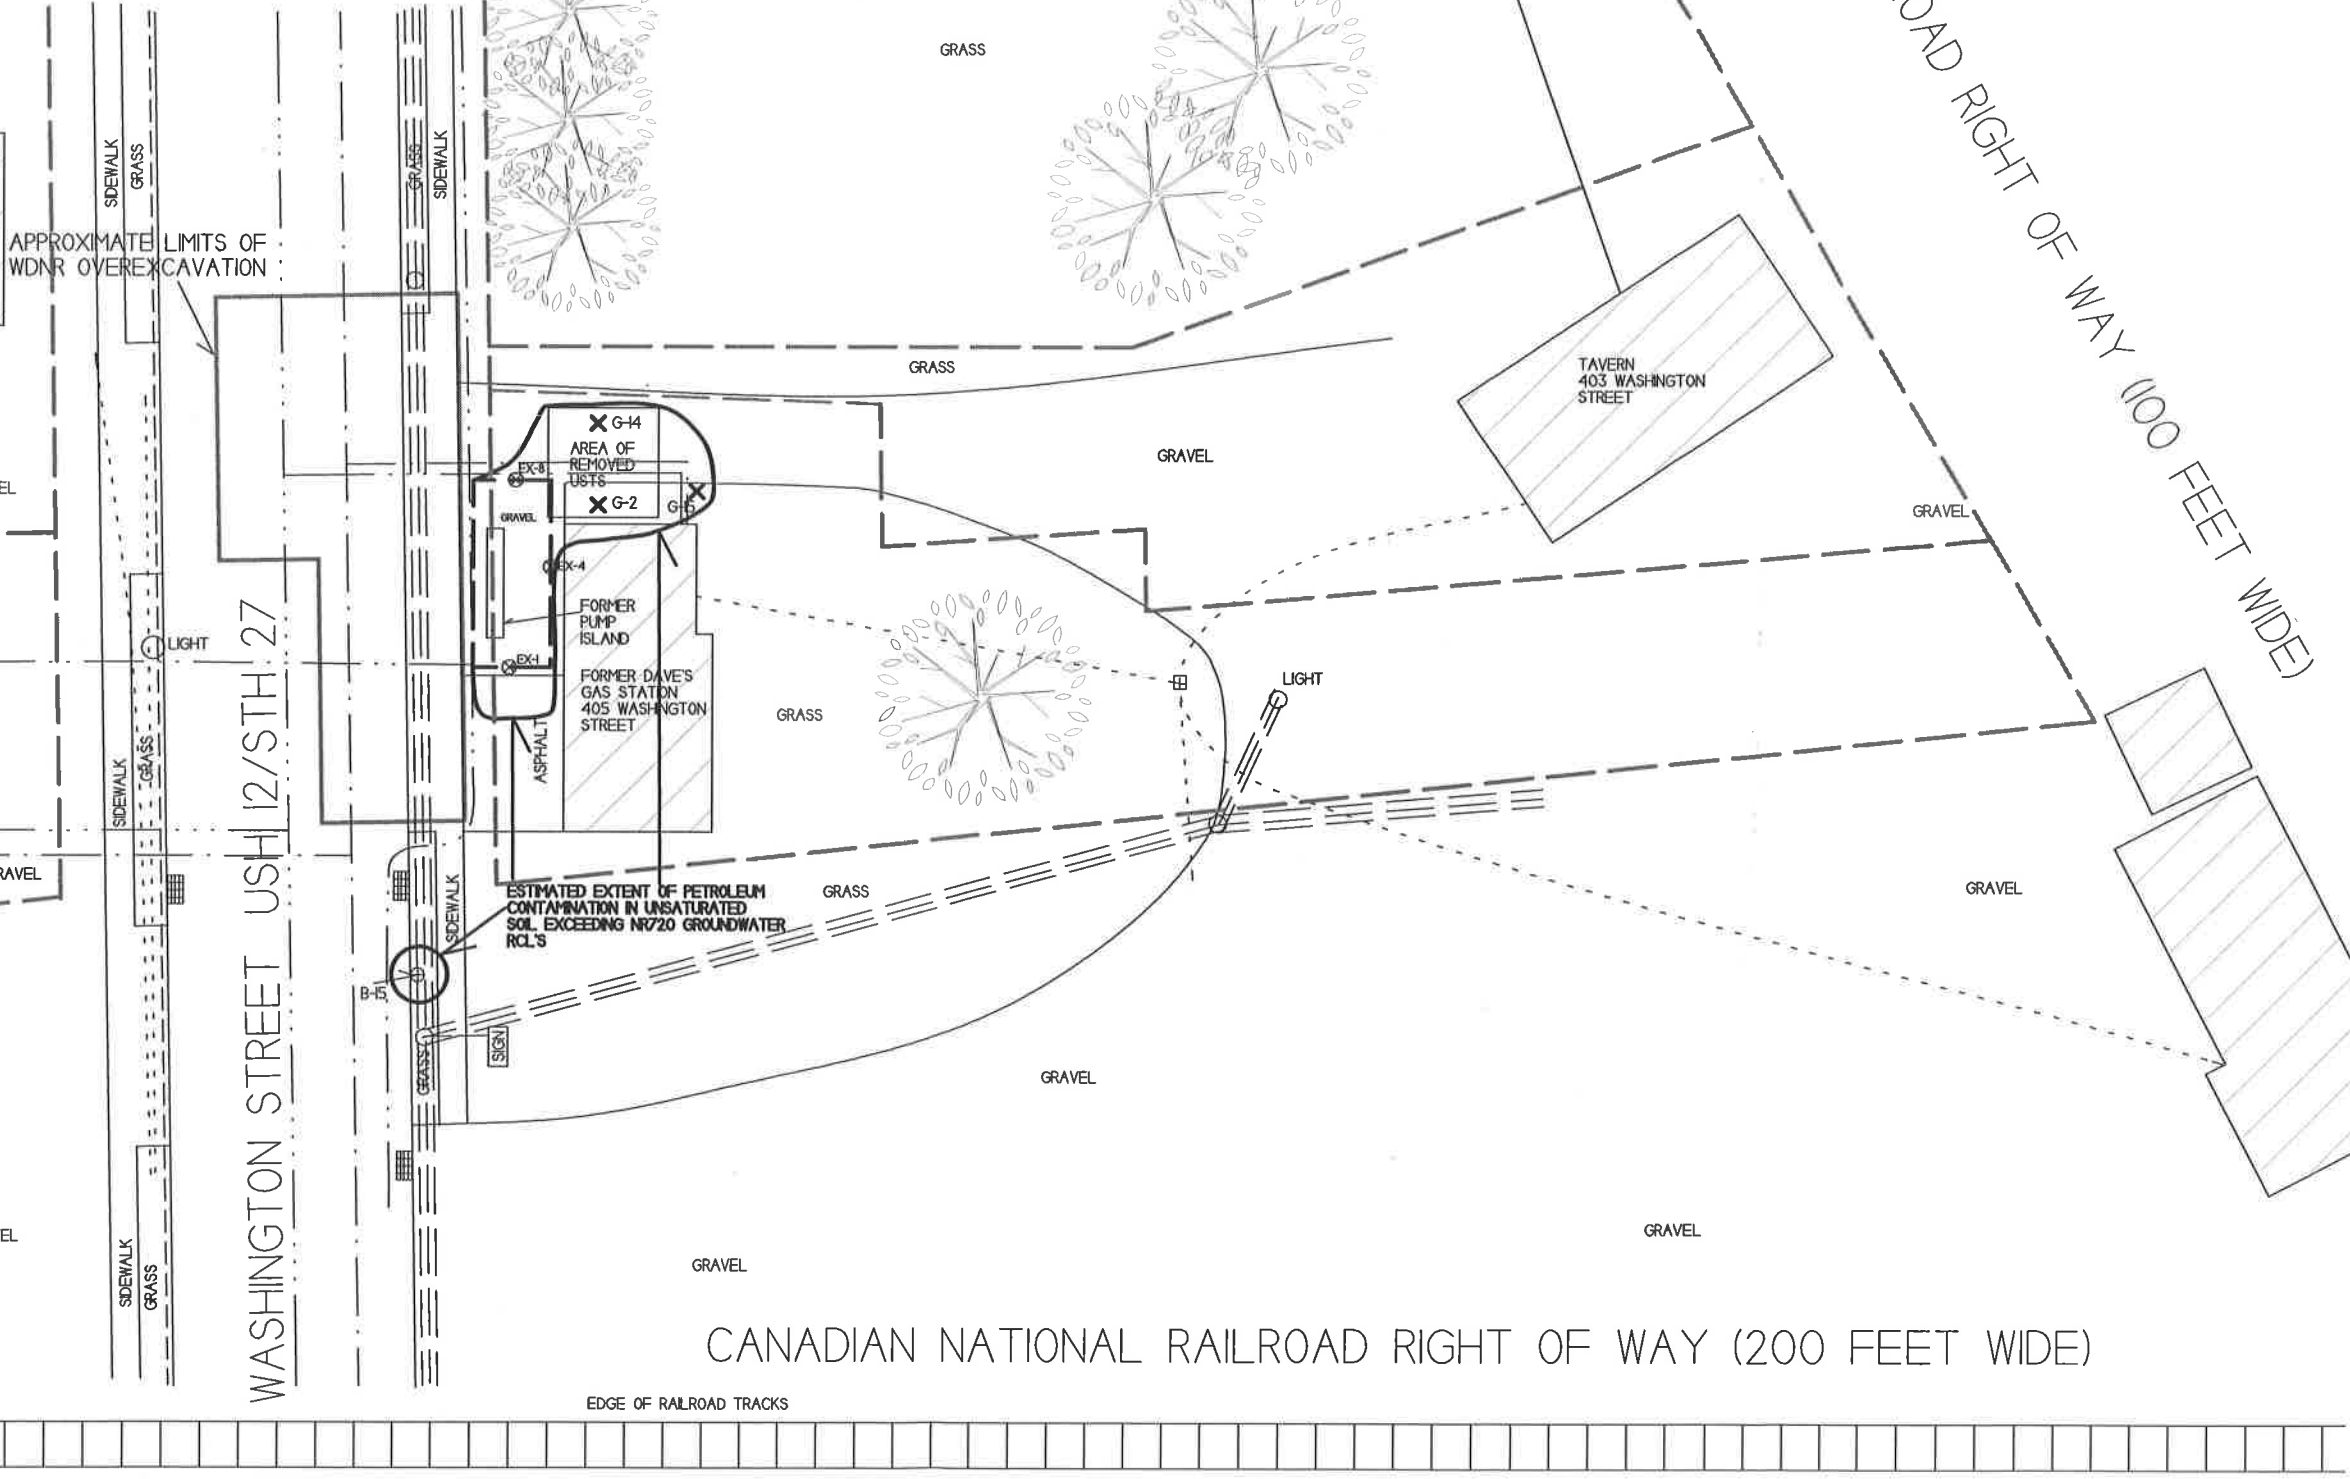 GRASS
OAD RIGHT OF WAY (100 FEET WIDE)
SIDEWALK
GRASS
GRASS
SIDEWALK
APPROXIMATE LIMITS OF
WDNR OVEREXCAVATION
GRASS
TAVERN
403 WASHINGTON
STREET
G-14
AREA OF
REMOVED
USTS
EX-8
G-2
GRAVEL
GRAVEL
GRAVEL
EL
EX-4
FORMER
PUMP
ISLAND
LIGHT
EX-1
FORMER DAVE'S
GAS STATION
405 WASHINGTON
STREET
ASPHALT
GRASS
LIGHT
SIDEWALK
GRASS
WASHINGTON STREET USH 12/STH 27
RAVEL
SIDEWALK
ESTIMATED EXTENT OF PETROLEUM
CONTAMINATION IN UNSATURATED
SOIL EXCEEDING NR720 GROUNDWATER
RCL'S
GRASS
GRAVEL
B-15
SIGN
GRASS
GRAVEL
EL
SIDEWALK
GRASS
GRAVEL
GRAVEL
CANADIAN NATIONAL RAILROAD RIGHT OF WAY (200 FEET WIDE)
EDGE OF RAILROAD TRACKS